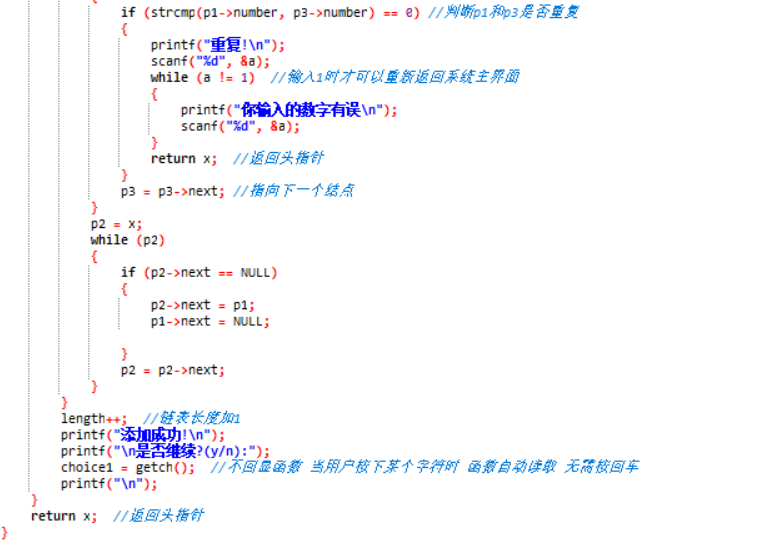 if (strcmp(p1->number, p3->number) == 0) //判断p1和p3是否重复
{
printf("重复!\n");
scanf("%d", &a);
while (a != 1) //输入1时才可以重新返回系统主界面
{
printf("你输入的数字有误\n");
scanf("%d", &a);
}
return x; //返回头指针
}
p3 = p3->next; //指向下一个结点
}
p2 = x;
while (p2)
{
if (p2->next == NULL)
{
p2->next = p1;
p1->next = NULL;
}
p2 = p2->next;
}
}
length++; //链表长度加1
printf("添加成功!\n");
printf("\n是否继续?(y/n):");
choice1 = getch(); //不回显函数 当用户按下某个字符时 函数自动读取 无需按回车
printf("\n");
}
return x; //返回头指针
}